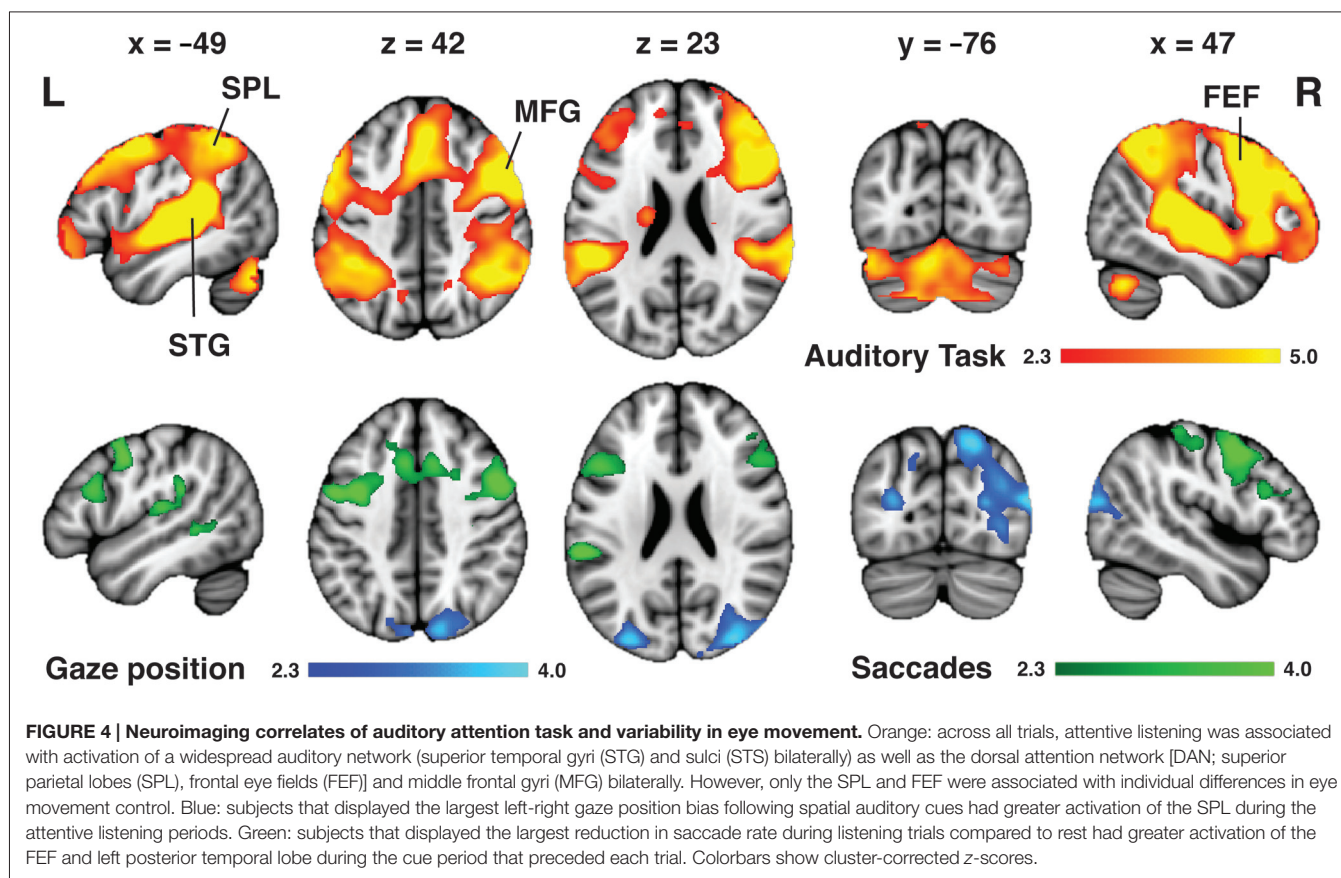 x = –49 z = 42 z = 23 y = –76 x = 47
L R
SPL
MFG
FEF
STG
Auditory Task 2.3 5.0
Gaze position 2.3 4.0
Saccades 2.3 4.0
FIGURE 4 | Neuroimaging correlates of auditory attention task and variability in eye movement. Orange: across all trials, attentive listening was associated
with activation of a widespread auditory network (superior temporal gyri (STG) and sulci (STS) bilaterally) as well as the dorsal attention network [DAN; superior
parietal lobes (SPL), frontal eye fields (FEF)] and middle frontal gyri (MFG) bilaterally. However, only the SPL and FEF were associated with individual differences in eye
movement control. Blue: subjects that displayed the largest left-right gaze position bias following spatial auditory cues had greater activation of the SPL during the
attentive listening periods. Green: subjects that displayed the largest reduction in saccade rate during listening trials compared to rest had greater activation of the
FEF and left posterior temporal lobe during the cue period that preceded each trial. Colorbars show cluster-corrected z-scores.